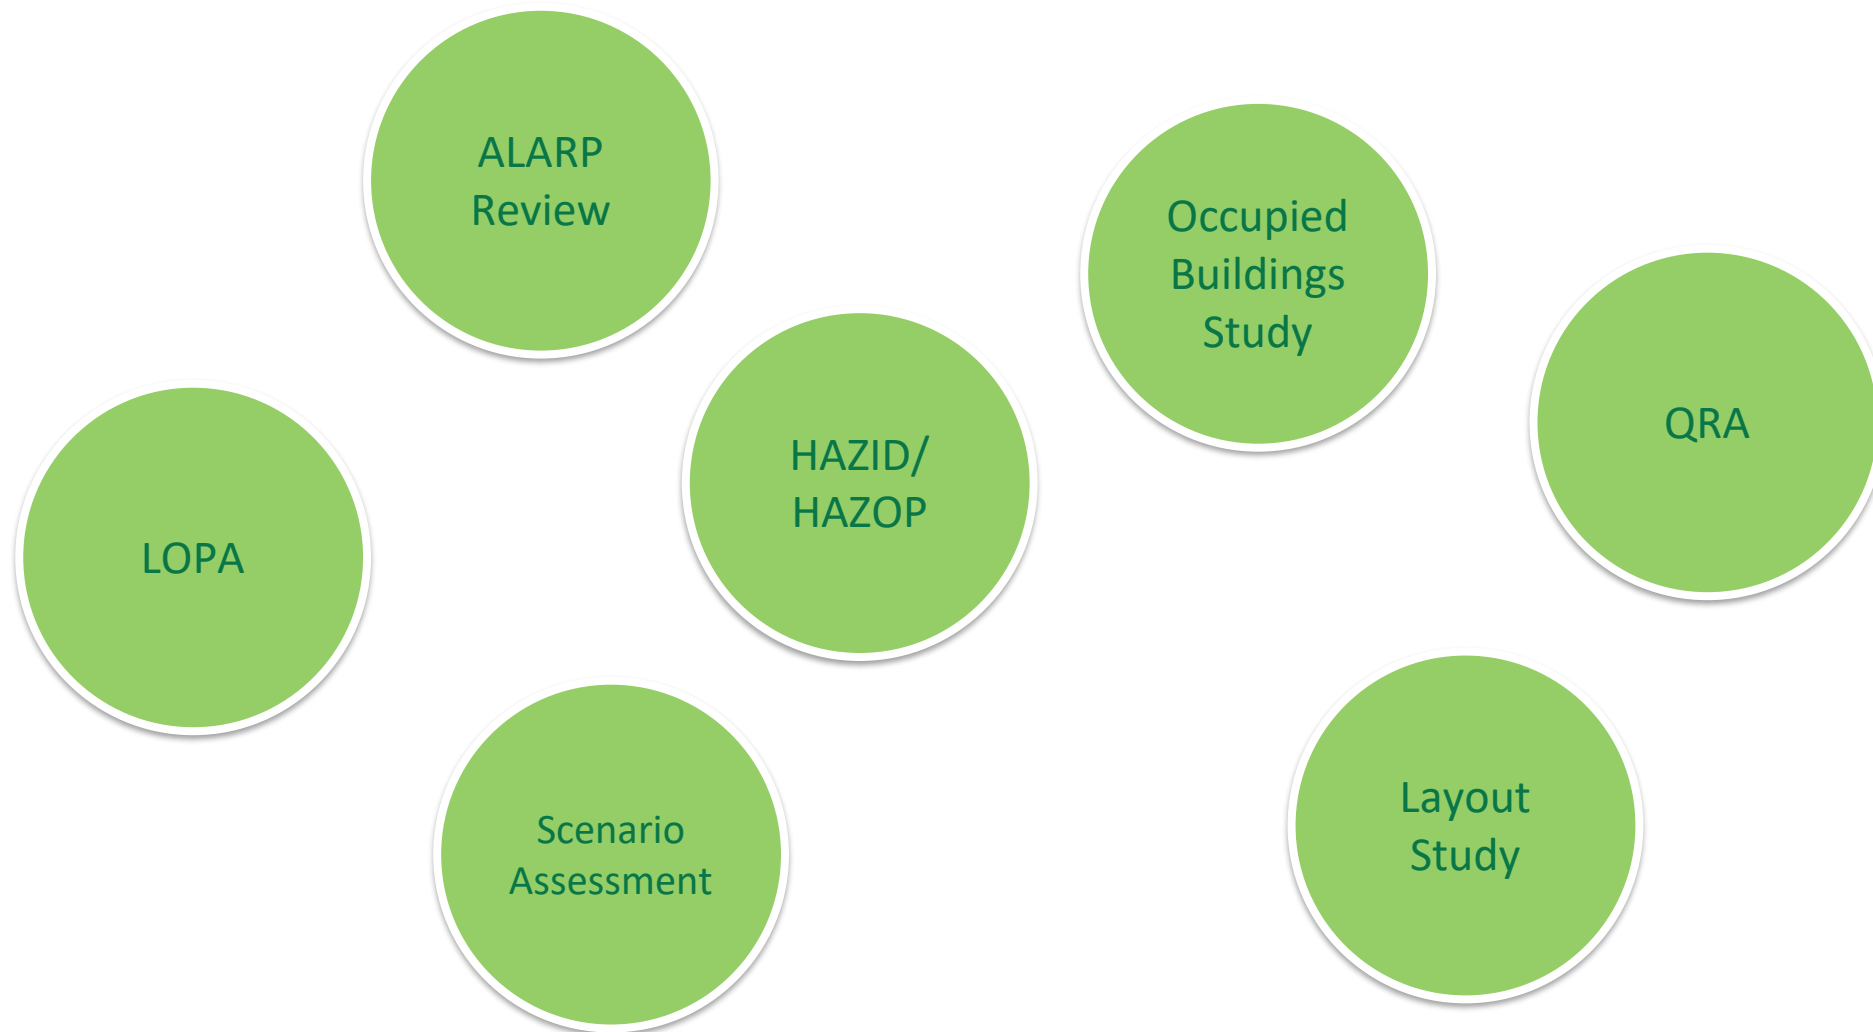 ALARP
Review
Occupied
Buildings
Study
QRA
HAZID/
HAZOP
LOPA
Scenario
Assessment
Layout
Study